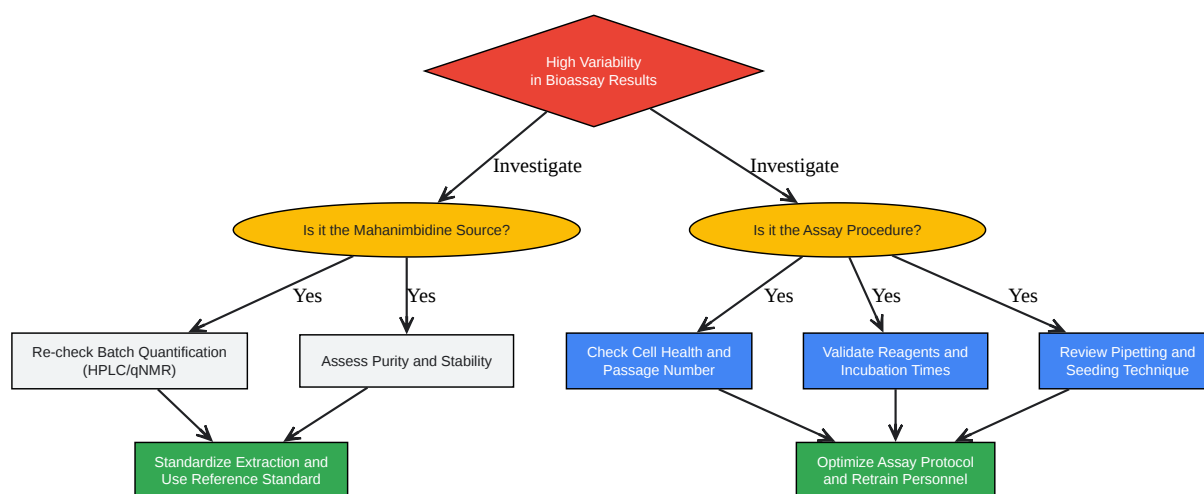 High Variability
in Bioassay Results
Investigate
Investigate
Is it the Mahanimbidine Source?
Is it the Assay Procedure?
Yes
Yes
Yes
Yes
Yes
Re-check Batch Quantification
(HPLC/qNMR)
Assess Purity and Stability
Check Cell Health and
Passage Number
Validate Reagents and
Incubation Times
Review Pipetting and
Seeding Technique
Standardize Extraction and
Use Reference Standard
Optimize Assay Protocol
and Retrain Personnel